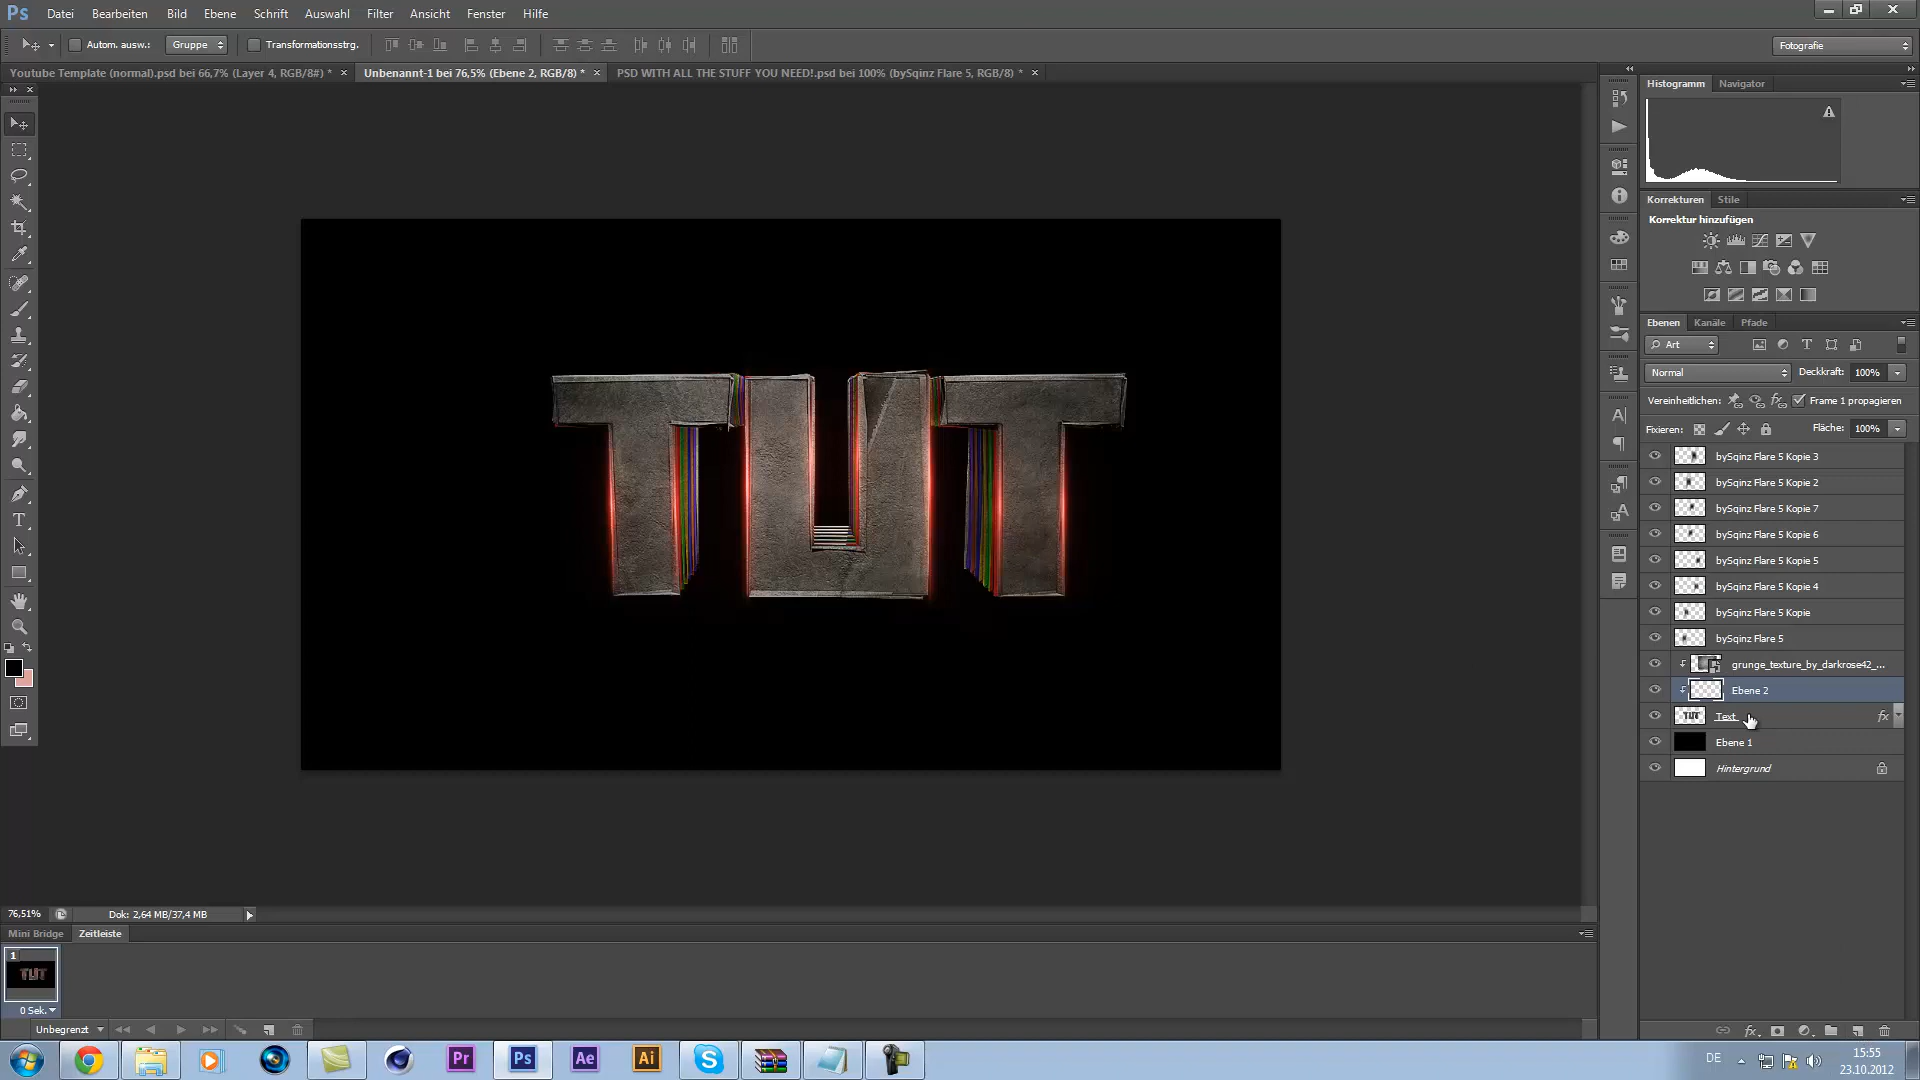 Ps Datei Bearbeiten Bild Ebene Schrift Auswahl Filter Ansicht Fenster Hilfe
Autom. ausw.: Gruppe Transformationsstrg. Fotografie
Youtube Template (normal).psd bei 66,7% (Layer 4, RGB/8#) * Unbenannt-1 bei 76,5% (Ebene 2, RGB/8) * PSD WITH ALL THE STUFF YOU NEED!.psd bei 100% (bySqinz Flare 5, RGB/8) *
Histogramm Navigator
Korrekturen Stile
Korrektur hinzufügen
Ebenen Kanäle Pfade
Art
Normal Deckkraft: 100%
Vereinheitlichen: Frame 1 propagieren
Fixieren: Fläche: 100%
bySqinz Flare 5 Kopie 3
bySqinz Flare 5 Kopie 2
bySqinz Flare 5 Kopie 7
bySqinz Flare 5 Kopie 6
bySqinz Flare 5 Kopie 5
bySqinz Flare 5 Kopie 4
bySqinz Flare 5 Kopie
bySqinz Flare 5
grunge_texture_by_darkrose42_...
Ebene 2
Text fx
Ebene 1
Hintergrund
TUT
76,51% Dok: 2,64 MB/37,4 MB
Mini Bridge Zeitleiste
1
TUT
0 Sek.
Unbegrenzt
Pr Ps Ae Ai
DE
15:55
23.10.2012